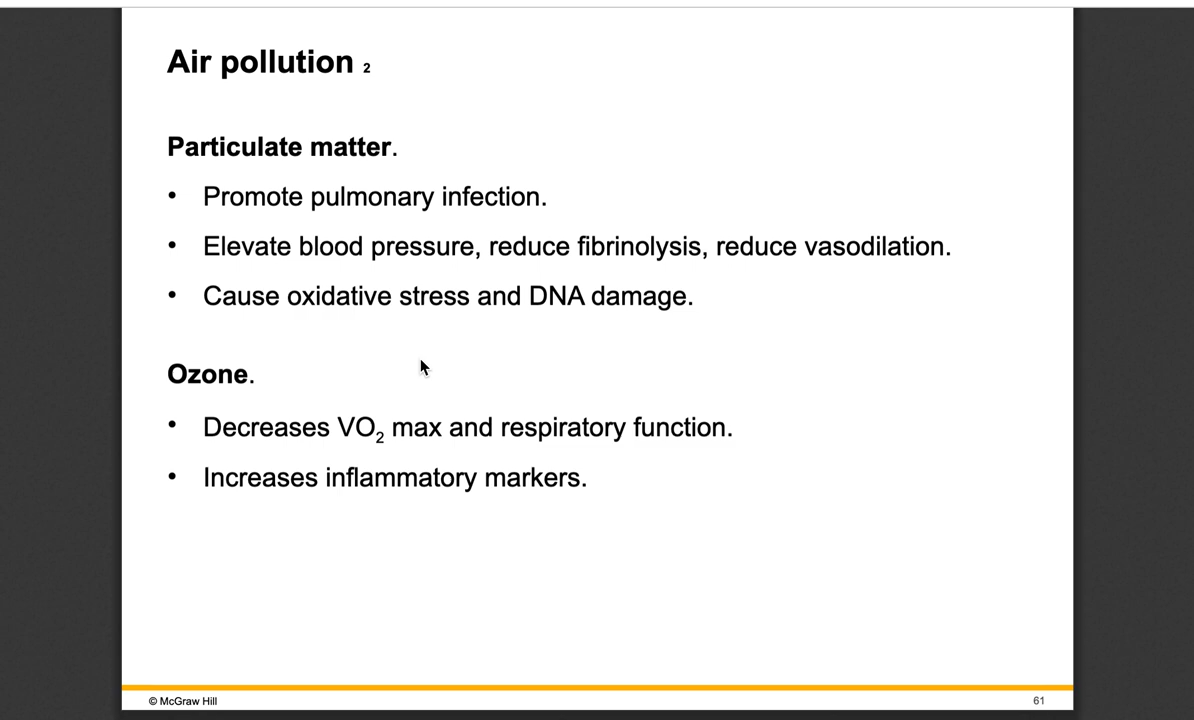 Air pollution 2
Particulate matter.
• Promote pulmonary infection.
• Elevate blood pressure, reduce fibrinolysis, reduce vasodilation.
• Cause oxidative stress and DNA damage.
Ozone.
• Decreases VO₂ max and respiratory function.
• Increases inflammatory markers.
© McGraw Hill
61